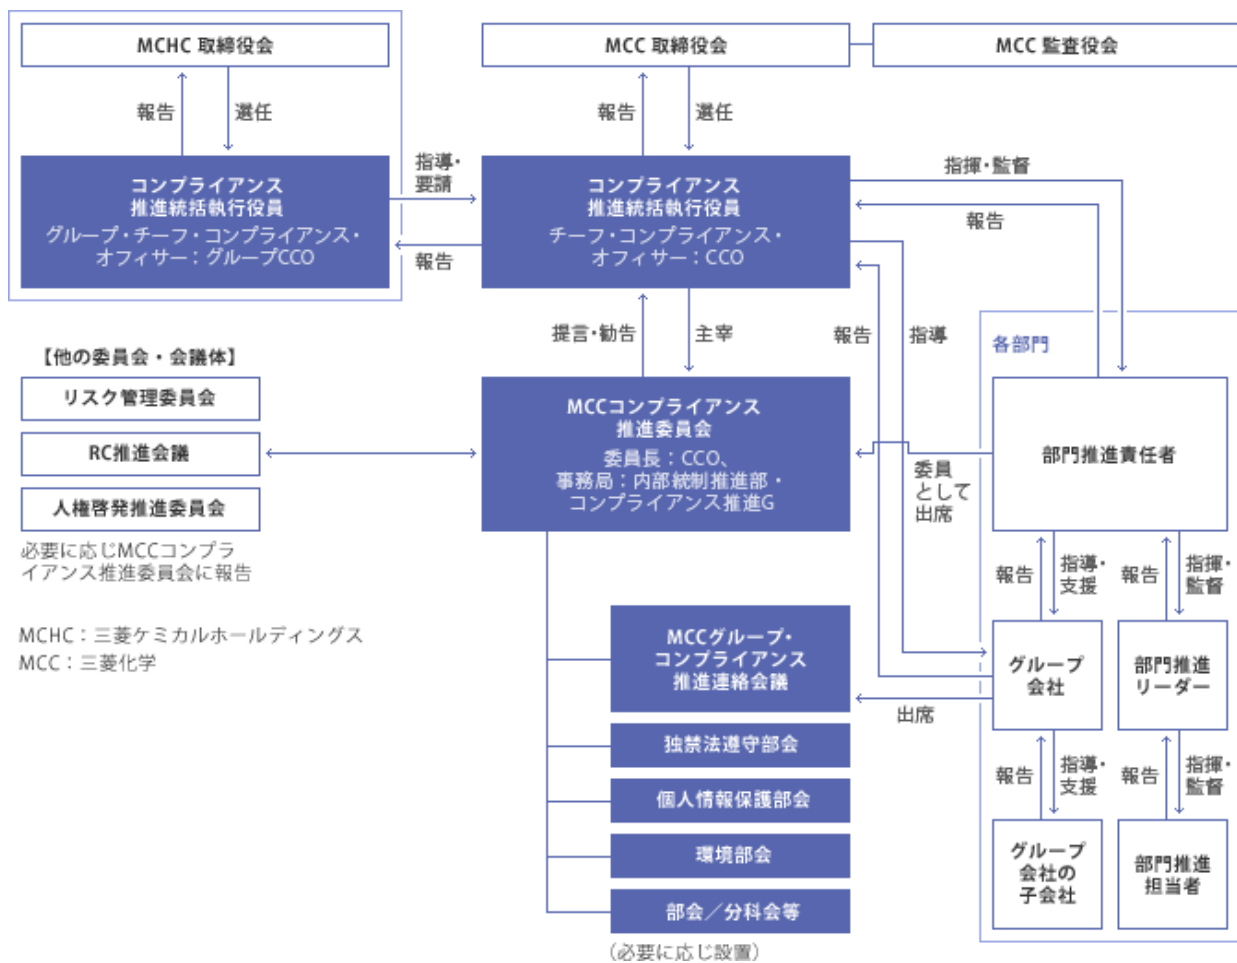 MCHC 取締役会
MCC 取締役会
MCC 監査役会
報告
選任
報告
選任
コンプライアンス
推進統括執行役員
グループ・チーフ・コンプライアンス・
オフィサー：グループCCO
指導・
要請
報告
コンプライアンス
推進統括執行役員
チーフ・コンプライアンス・
オフィサー：CCO
指揮・監督
報告
提言・勧告
主宰
報告
指導
各部門
【他の委員会・会議体】
リスク管理委員会
RC推進会議
人権啓発推進委員会
必要に応じMCCコンプラ
イアンス推進委員会に報告
MCHC：三菱ケミカルホールディングス
MCC：三菱化学
MCCコンプライアンス
推進委員会
委員長：CCO、
事務局：内部統制推進部・
コンプライアンス推進G
委員
として
出席
部門推進責任者
報告
指導・
支援
報告
指揮・
監督
MCCグループ・
コンプライアンス
推進連絡会議
出席
グループ
会社
部門推進
リーダー
独禁法遵守部会
個人情報保護部会
環境部会
部会／分科会等
（必要に応じ設置）
報告
指導・
支援
報告
指揮・
監督
グループ
会社の
子会社
部門推進
担当者